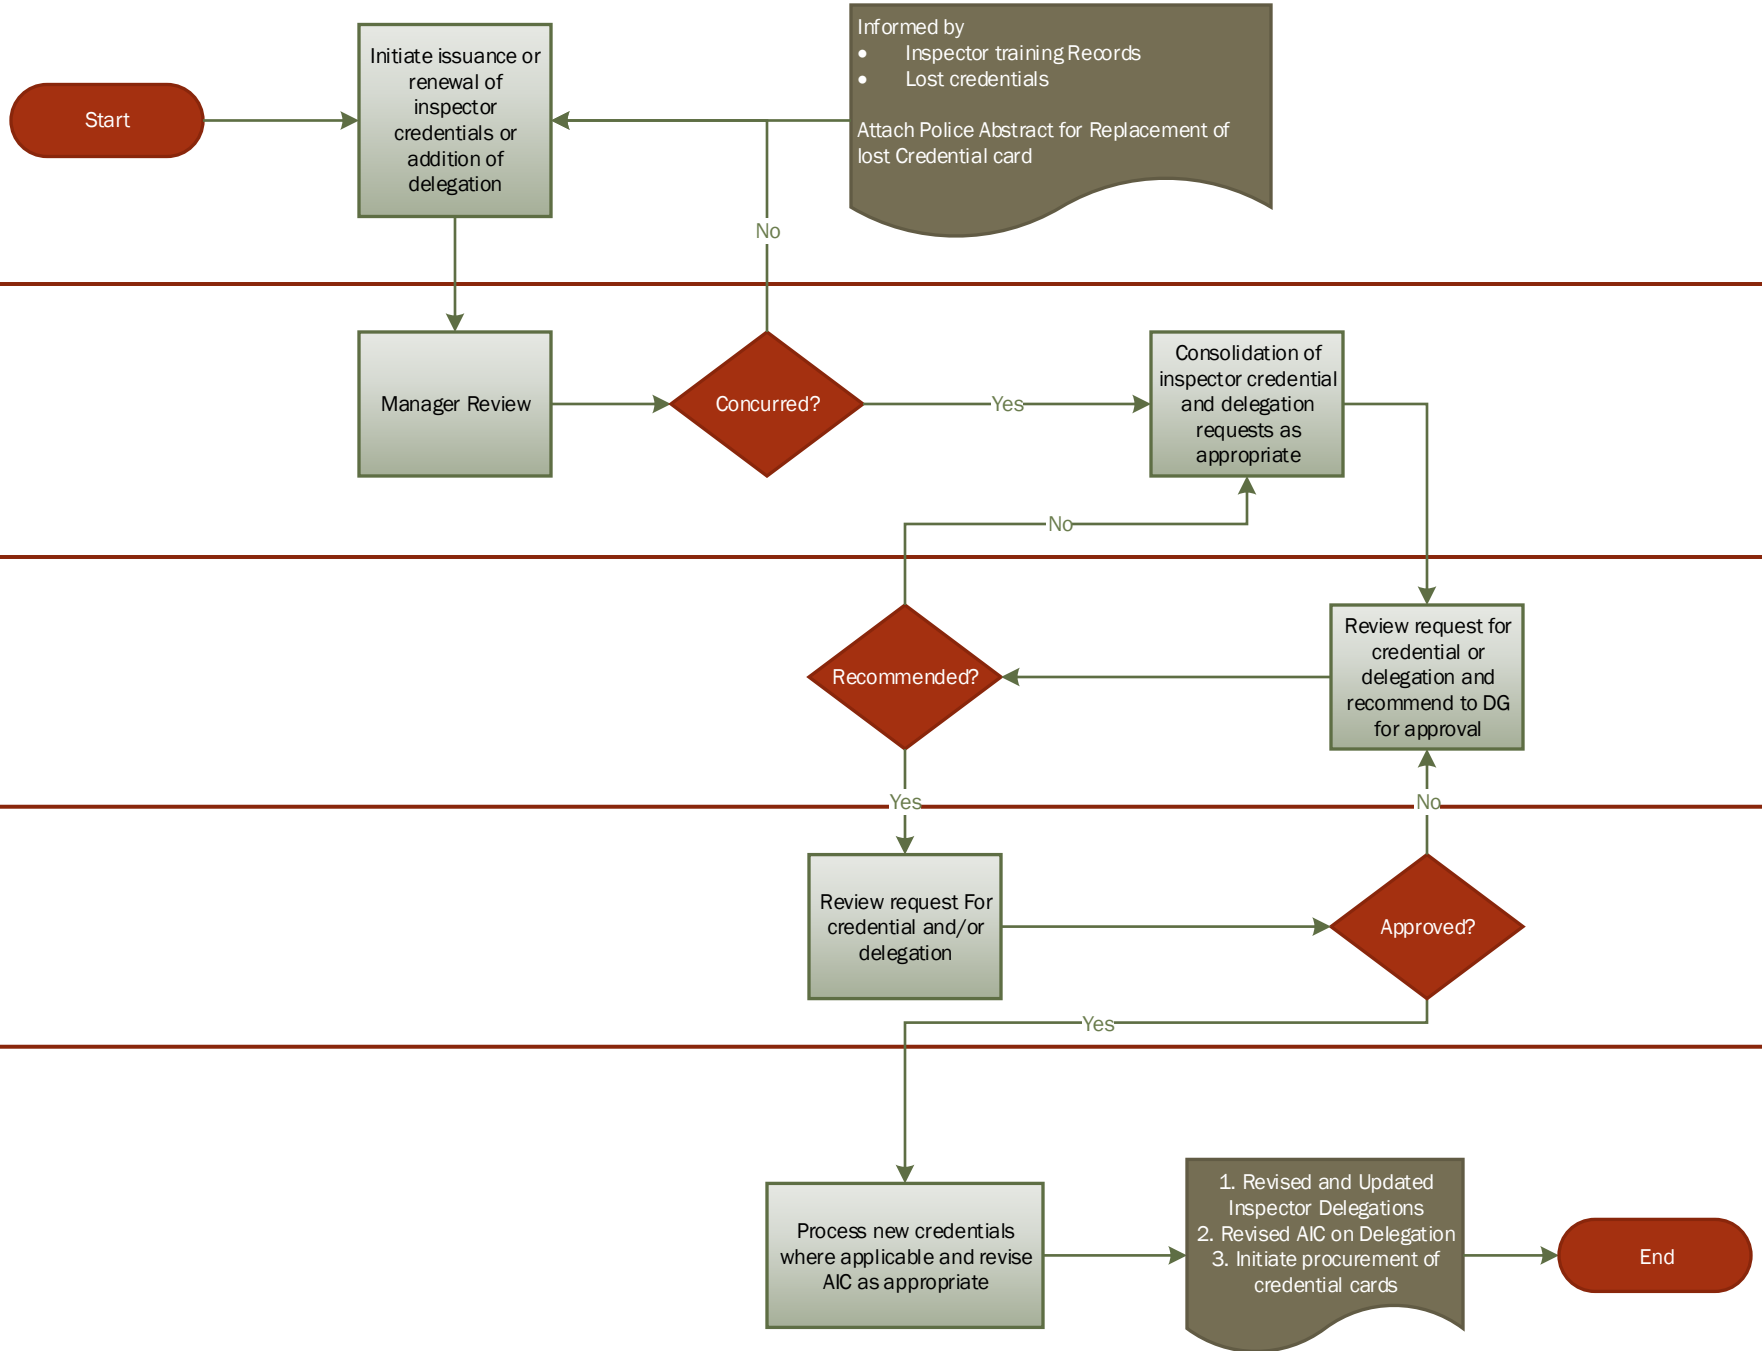 Start
Initiate issuance or
renewal of
inspector
credentials or
addition of
delegation
Informed by
• Inspector training Records
• Lost credentials
Attach Police Abstract for Replacement of
lost Credential card
No
Manager Review
Concurred?
Yes
Consolidation of
inspector credential
and delegation
requests as
appropriate
No
Recommended?
Review request for
credential or
delegation and
recommend to DG
for approval
Yes
No
Review request For
credential and/or
delegation
Approved?
Yes
Process new credentials
where applicable and revise
AIC as appropriate
1. Revised and Updated
Inspector Delegations
2. Revised AIC on Delegation
3. Initiate procurement of
credential cards
End